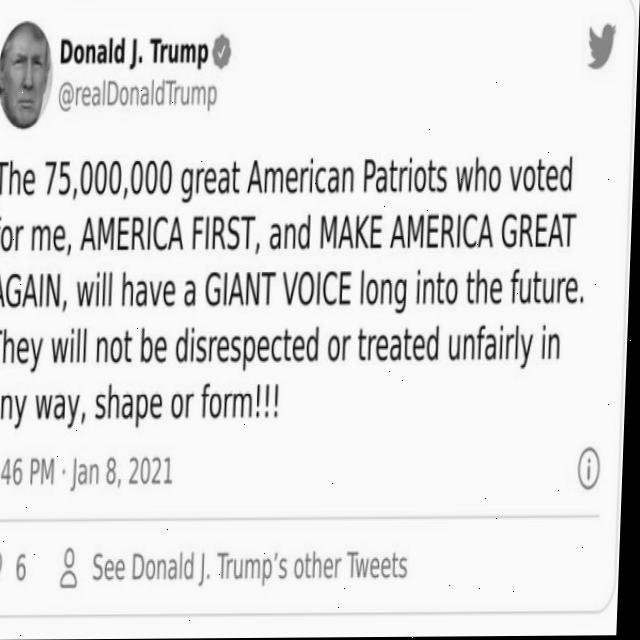 Donald J. Trump
@realDonaldTrump
The 75,000,000 great American Patriots who voted
for me, AMERICA FIRST, and MAKE AMERICA GREAT
AGAIN, will have a GIANT VOICE long into the future.
They will not be disrespected or treated unfairly in
ny way, shape or form!!!
46 PM · Jan 8, 2021
6 See Donald J. Trump's other Tweets